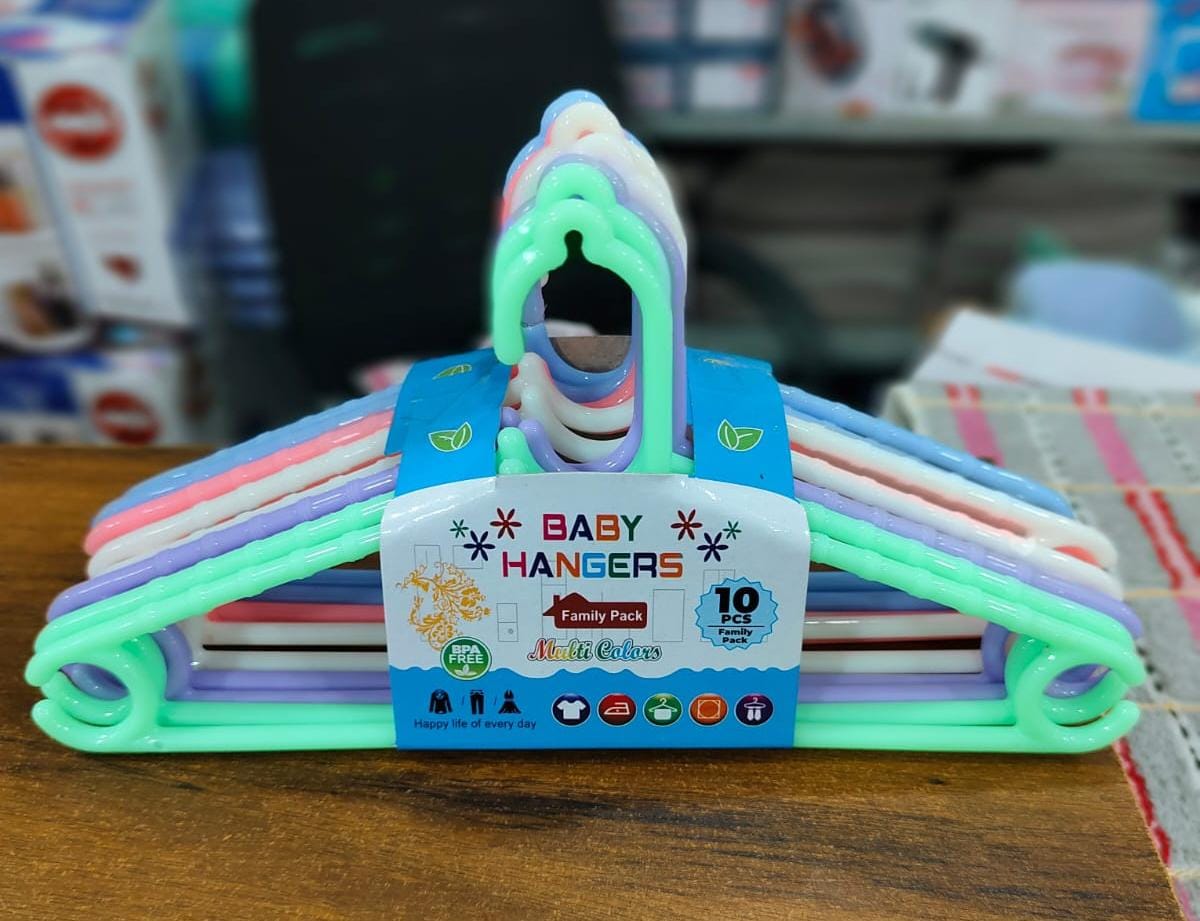 BABY
HANGERS
Family Pack
10
PCS
Family
Pack
BPA
FREE
Multi Colors
Happy life of every day